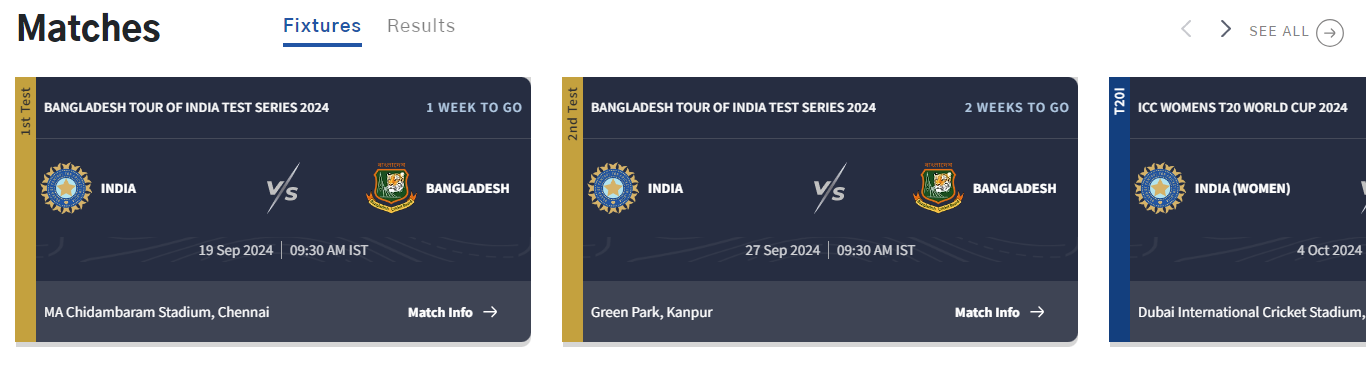 Matches
Fixtures
Results
SEE ALL
1st Test
BANGLADESH TOUR OF INDIA TEST SERIES 2024
1 WEEK TO GO
INDIA
VS
BANGLADESH
19 Sep 2024 | 09:30 AM IST
MA Chidambaram Stadium, Chennai
Match Info
2nd Test
BANGLADESH TOUR OF INDIA TEST SERIES 2024
2 WEEKS TO GO
INDIA
VS
BANGLADESH
27 Sep 2024 | 09:30 AM IST
Green Park, Kanpur
Match Info
T20I
ICC WOMENS T20 WORLD CUP 2024
INDIA (WOMEN)
4 Oct 2024
Dubai International Cricket Stadium,